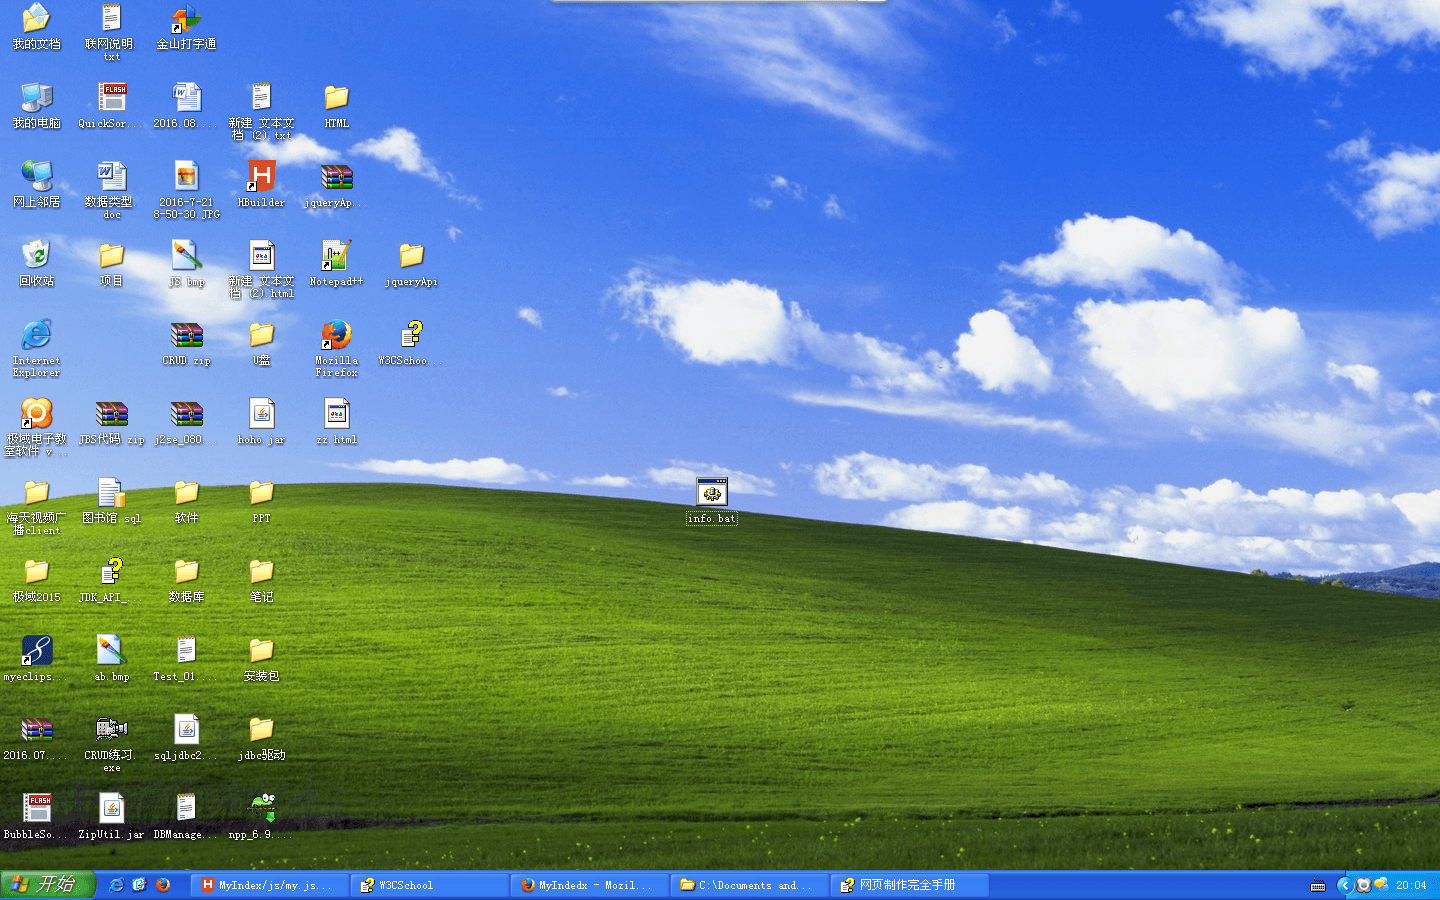 我的文档
联网说明.
txt
金山打字通
我的电脑
FLASH
QuickSor...
2016.08....
新建 文本文
档 (2).txt
HTML
网上邻居
数据类型.
doc
2016-7-21
8-50-30.JPG
HBuilder
jqueryAp...
回收站
项目
JS.bmp
新建 文本文
档 (2).html
Notepad++
jqueryApi
Internet
Explorer
CRUD.zip
U盘
Mozilla
Firefox
W3CSchoo...
极域电子教
室软件 v...
JBS代码.zip
j2se_080...
hoho.jar
zz.html
海天视频广
播client
图书馆.sql
软件
PPT
info.bat
极域2015
JDK_API_...
数据库
笔记
myeclips...
ab.bmp
Test_01....
安装包
2016.07....
CRUD练习.
exe
sqljdbc2...
jdbc驱动
FLASH
BubbleSo...
ZipUtil.jar
DBManage...
npp_6.9....
开始
MyIndex/js/my.js...
W3CSchool
MyIndedx - Mozil...
C:\Documents and...
网页制作完全手册
20:04